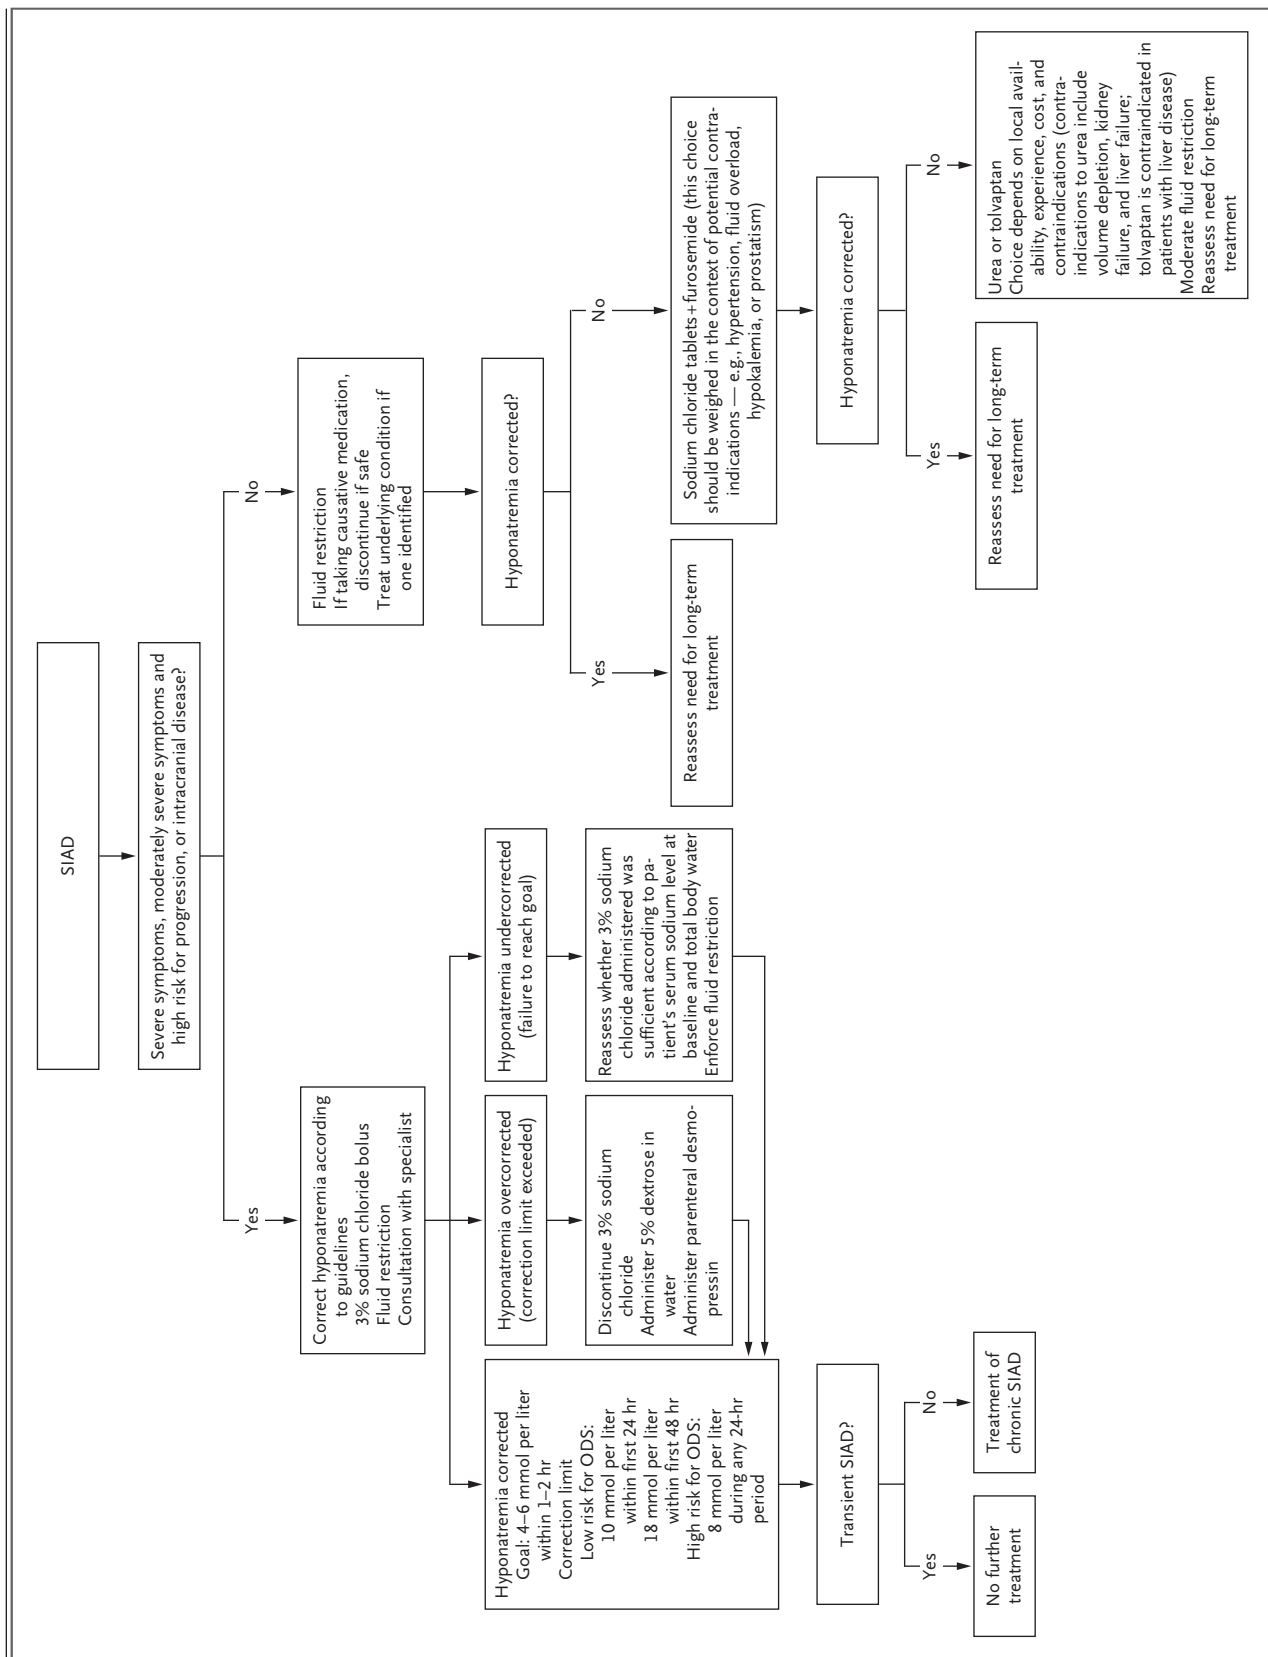 SIAD
Severe symptoms, moderately severe symptoms and
high risk for progression, or intracranial disease?
Yes
No
Correct hyponatremia according
to guidelines
3% sodium chloride bolus
Fluid restriction
Consultation with specialist
Hyponatremia corrected
Goal: 4–6 mmol per liter
within 1–2 hr
Correction limit
Low risk for ODS:
10 mmol per liter
within first 24 hr
18 mmol per liter
within first 48 hr
High risk for ODS:
8 mmol per liter
during any 24-hr
period
Hyponatremia overcorrected
(correction limit exceeded)
Hyponatremia undercorrected
(failure to reach goal)
Discontinue 3% sodium
chloride
Administer 5% dextrose in
water
Administer parenteral desmo-
pressin
Reassess whether 3% sodium
chloride administered was
sufficient according to pa-
tient's serum sodium level at
baseline and total body water
Enforce fluid restriction
Transient SIAD?
Yes
No
No further
treatment
Treatment of
chronic SIAD
Fluid restriction
If taking causative medication,
discontinue if safe
Treat underlying condition if
one identified
Hyponatremia corrected?
Yes
No
Reassess need for long-term
treatment
Sodium chloride tablets+furosemide (this choice
should be weighed in the context of potential contra-
indications — e.g., hypertension, fluid overload,
hypokalemia, or prostatism)
Hyponatremia corrected?
Yes
No
Reassess need for long-term
treatment
Urea or tolvaptan
Choice depends on local avail-
ability, experience, cost, and
contraindications (contra-
indications to urea include
volume depletion, kidney
failure, and liver failure;
tolvaptan is contraindicated in
patients with liver disease)
Moderate fluid restriction
Reassess need for long-term
treatment